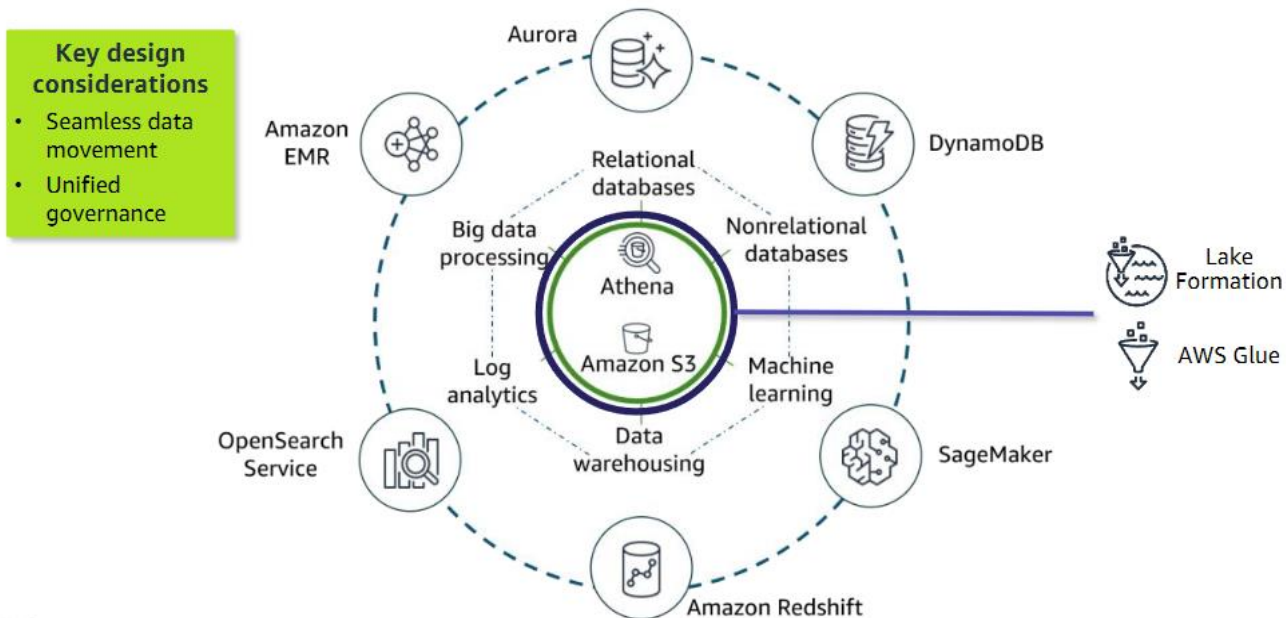 Key design
considerations
• Seamless data
movement
• Unified
governance
Aurora
Amazon
EMR
DynamoDB
Relational
databases
Big data
processing
Nonrelational
databases
Athena
Amazon S3
Log
analytics
Machine
learning
Data
warehousing
OpenSearch
Service
SageMaker
Amazon Redshift
Lake
Formation
AWS Glue